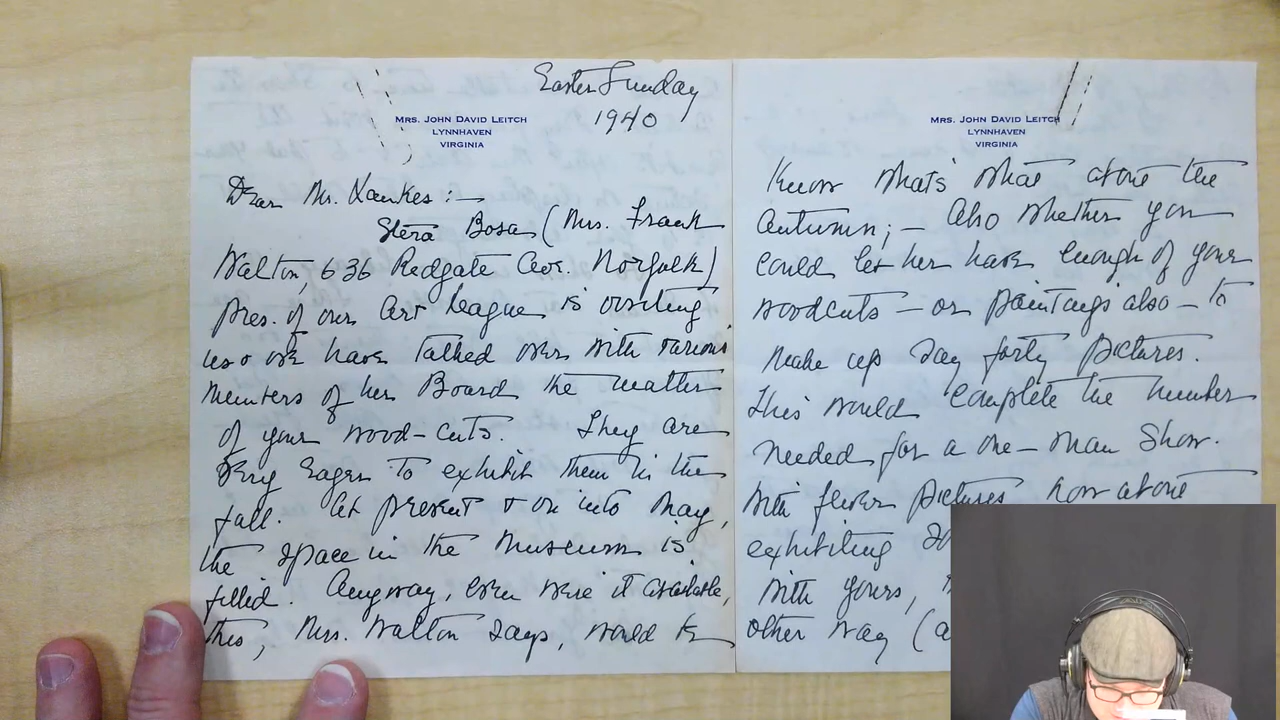 Easter Sunday
1940
MRS. JOHN DAVID LEITCH
LYNNHAVEN
VIRGINIA
Dear Mr. Lankes :—
Bosa (Mrs. Frank
Walton, 636 Redgate Ave. Norfolk)
pres. of our Art League is visiting
us & we have talked over with various
members of her Board the matter
of your wood-cuts. They are
very eager to exhibit them in the
fall. At present & on into May,
the space in the Museum is
filled. Anyway, even were it available,
this, Mrs. Walton says, would be
MRS. JOHN DAVID LEITCH
LYNNHAVEN
VIRGINIA
Know what's what about the
Autumn; — Also whether you
could let her have enough of your
woodcuts — or paintings also — to
make up say forty pictures.
This would complete the number
needed for a one-man show.
With fewer pictures, how about
exhibiting
with yours,
other way (a